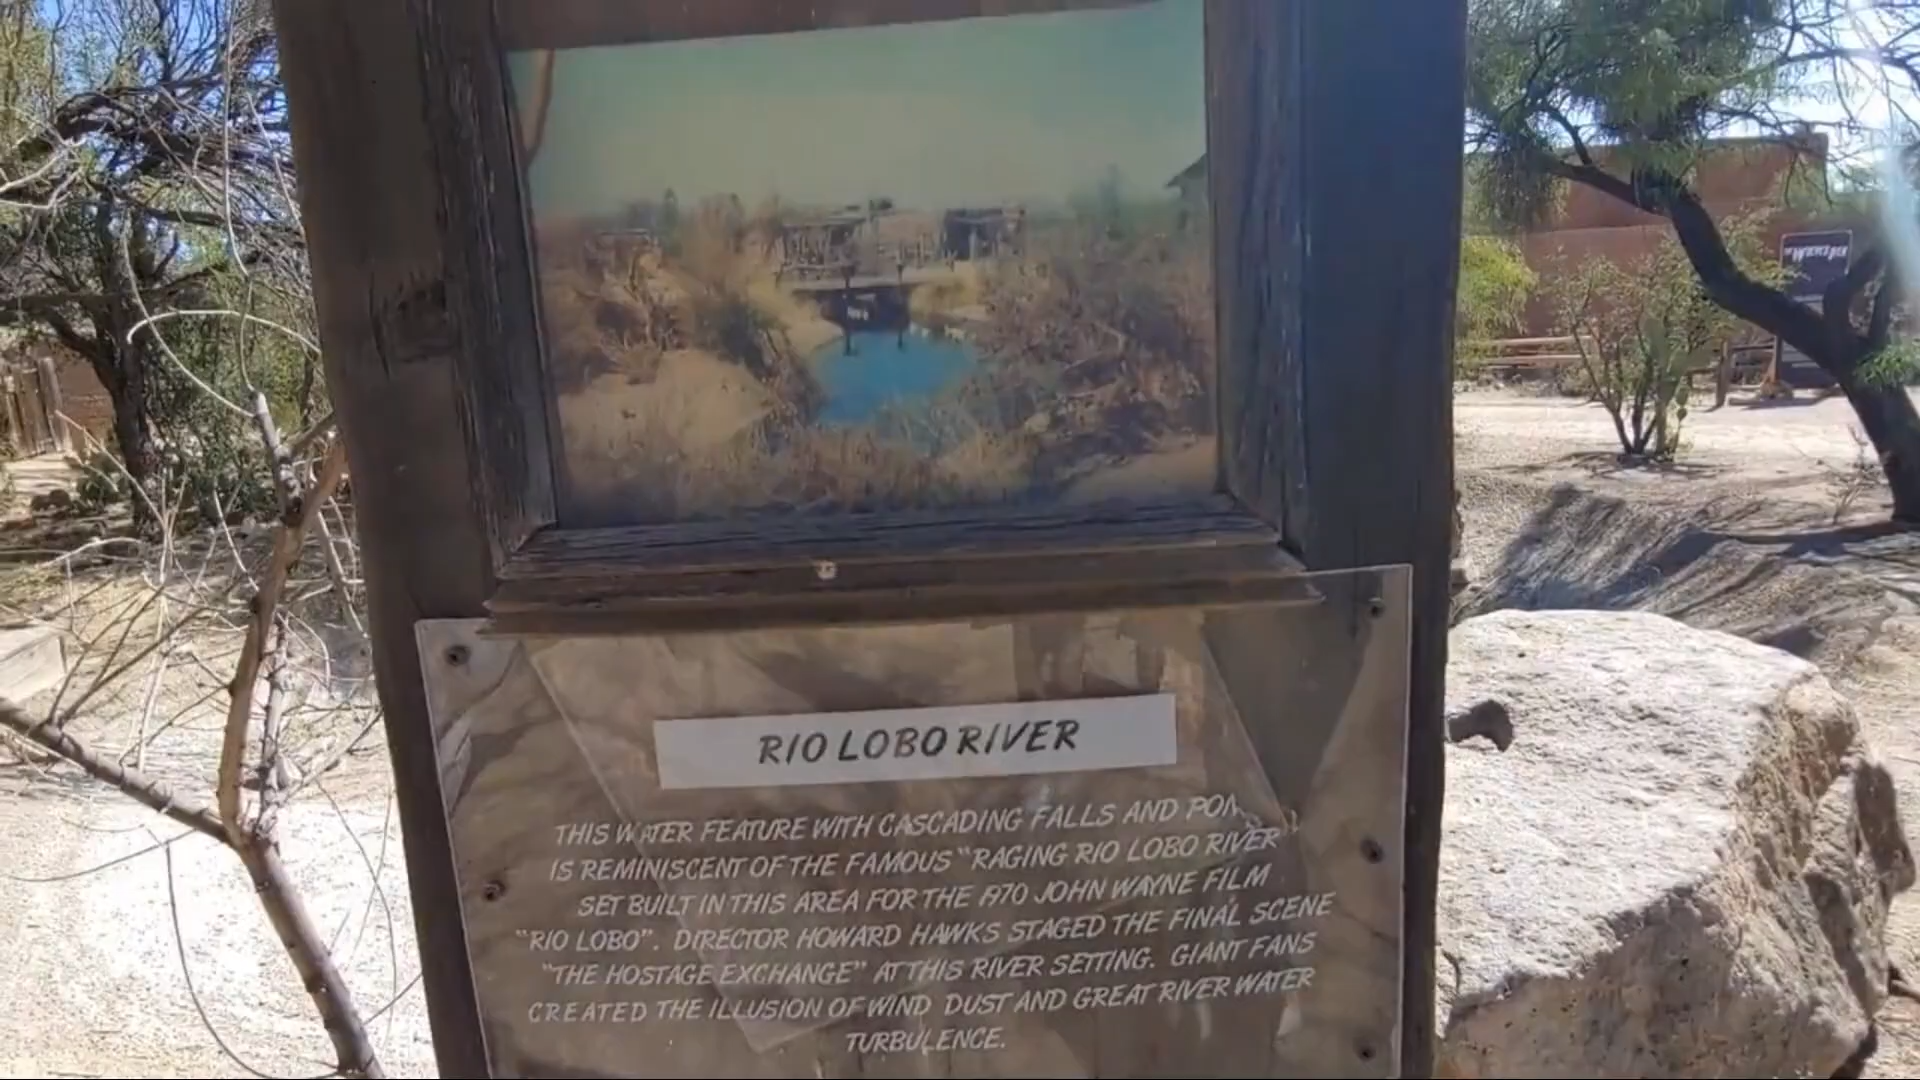 RIO LOBO RIVER
THIS WATER FEATURE WITH CASCADING FALLS AND
IS REMINISCENT OF THE FAMOUS "RAGING RIO LOBO RIVER
SET BUILT IN THIS AREA FOR THE 1970 JOHN WAYNE FILM
"RIO LOBO". DIRECTOR HOWARD HAWKS STAGED THE FINAL SCENE
"THE HOSTAGE EXCHANGE" AT THIS RIVER SETTING. GIANT FANS
CREATED THE ILLUSION OF WIND DUST AND GREAT RIVER WATER
TURBULENCE.